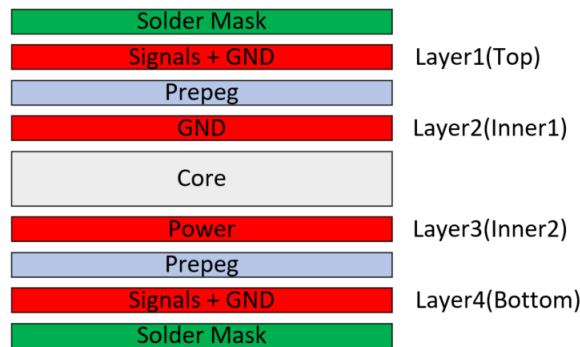 Solder Mask
Signals + GND Layer1(Top)
Prepeg
GND Layer2(Inner1)
Core
Power Layer3(Inner2)
Prepeg
Signals + GND Layer4(Bottom)
Solder Mask